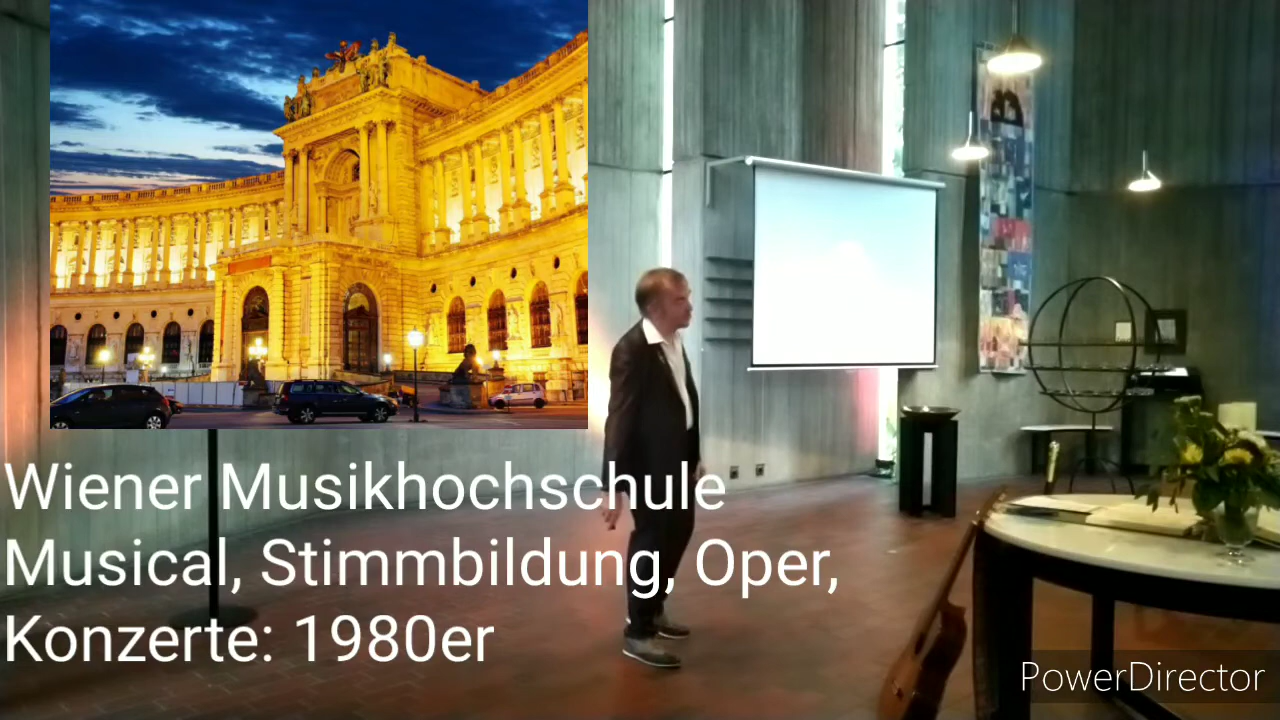 Wiener Musikhochschule
Musical, Stimmbildung, Oper,
Konzerte: 1980er
PowerDirector